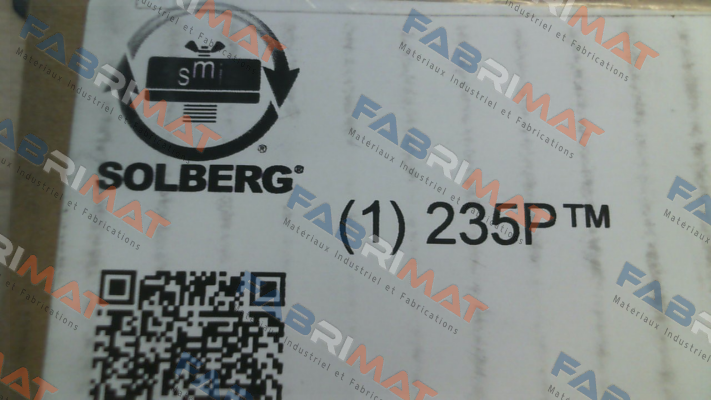 smi
®
SOLBERG®
(1) 235P™
FABRIMAT
Materiaux Industriel et Fabrications